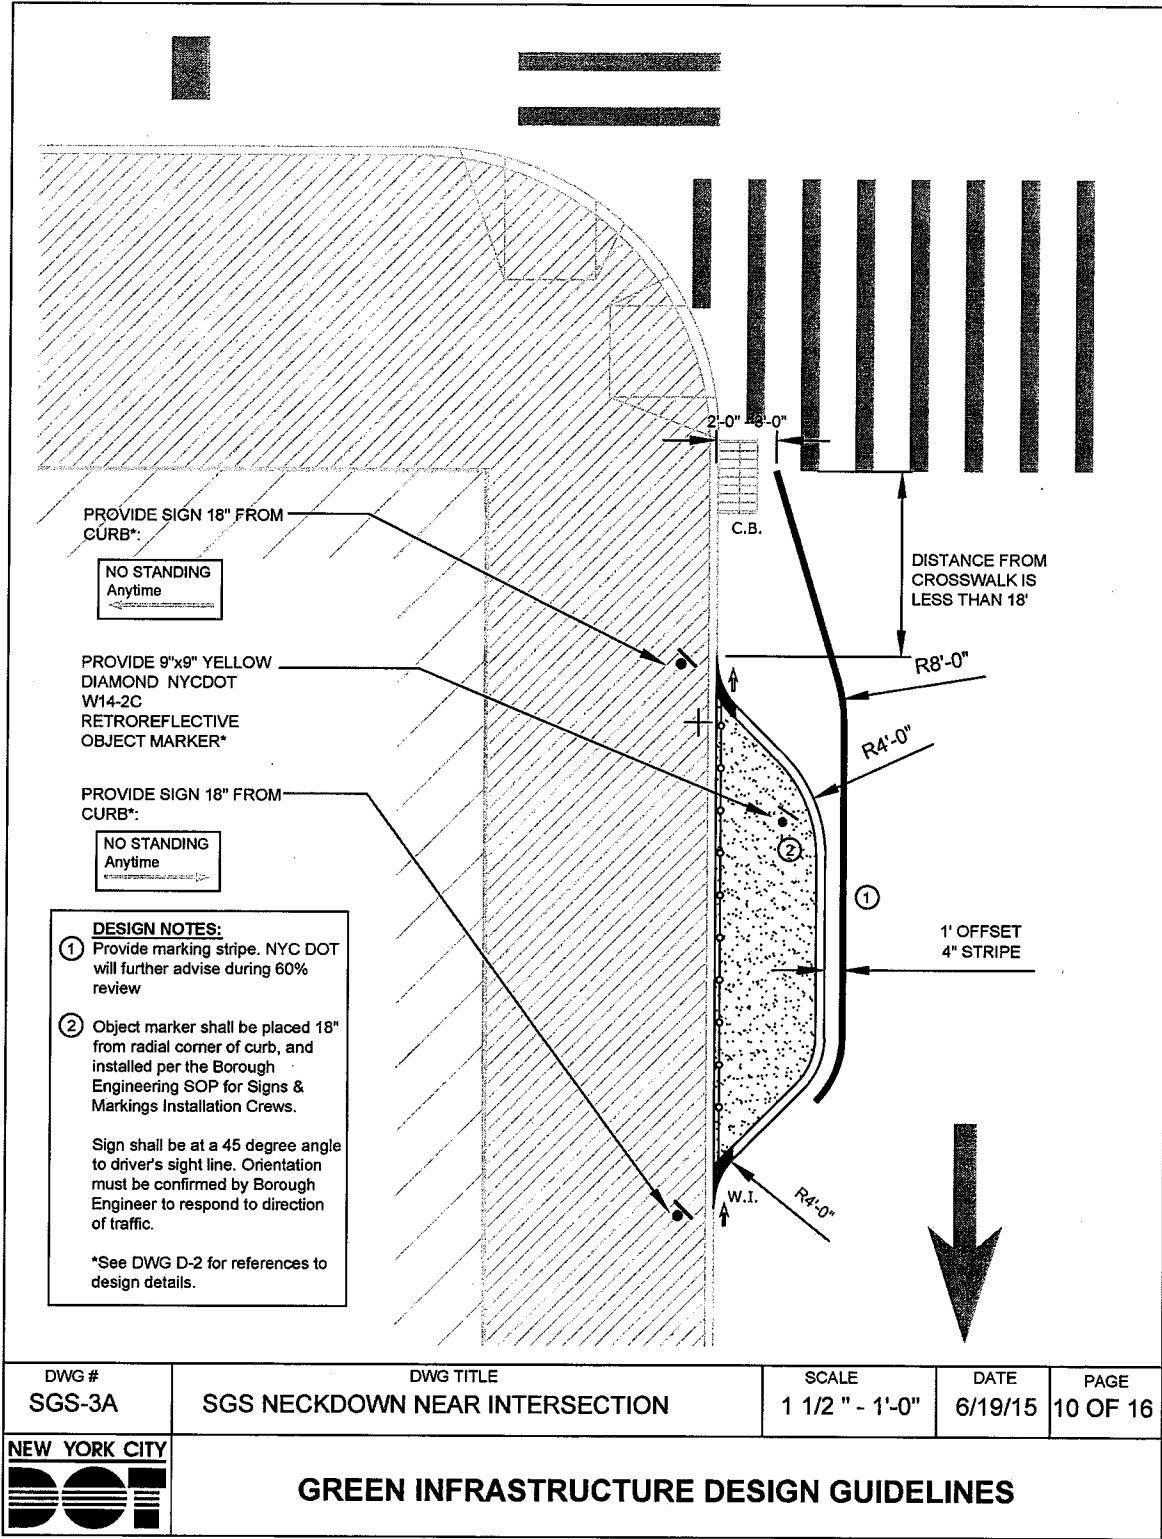 2'-0" -3'-0"
C.B.
PROVIDE SIGN 18" FROM
CURB*:
NO STANDING
Anytime
DISTANCE FROM
CROSSWALK IS
LESS THAN 18'
PROVIDE 9"x9" YELLOW
DIAMOND NYCDOT
W14-2C
RETROREFLECTIVE
OBJECT MARKER*
R8'-0"
R4'-0"
PROVIDE SIGN 18" FROM
CURB*:
NO STANDING
Anytime
2
1
1' OFFSET
4" STRIPE
DESIGN NOTES:
1 Provide marking stripe. NYC DOT
will further advise during 60%
review
2 Object marker shall be placed 18"
from radial corner of curb, and
installed per the Borough
Engineering SOP for Signs &
Markings Installation Crews.
Sign shall be at a 45 degree angle
to driver's sight line. Orientation
must be confirmed by Borough
Engineer to respond to direction
of traffic.
*See DWG D-2 for references to
design details.
W.I.
R4'-0"
DWG #
SGS-3A
DWG TITLE
SGS NECKDOWN NEAR INTERSECTION
SCALE
1 1/2 " - 1'-0"
DATE
6/19/15
PAGE
10 OF 16
NEW YORK CITY
DOT
GREEN INFRASTRUCTURE DESIGN GUIDELINES